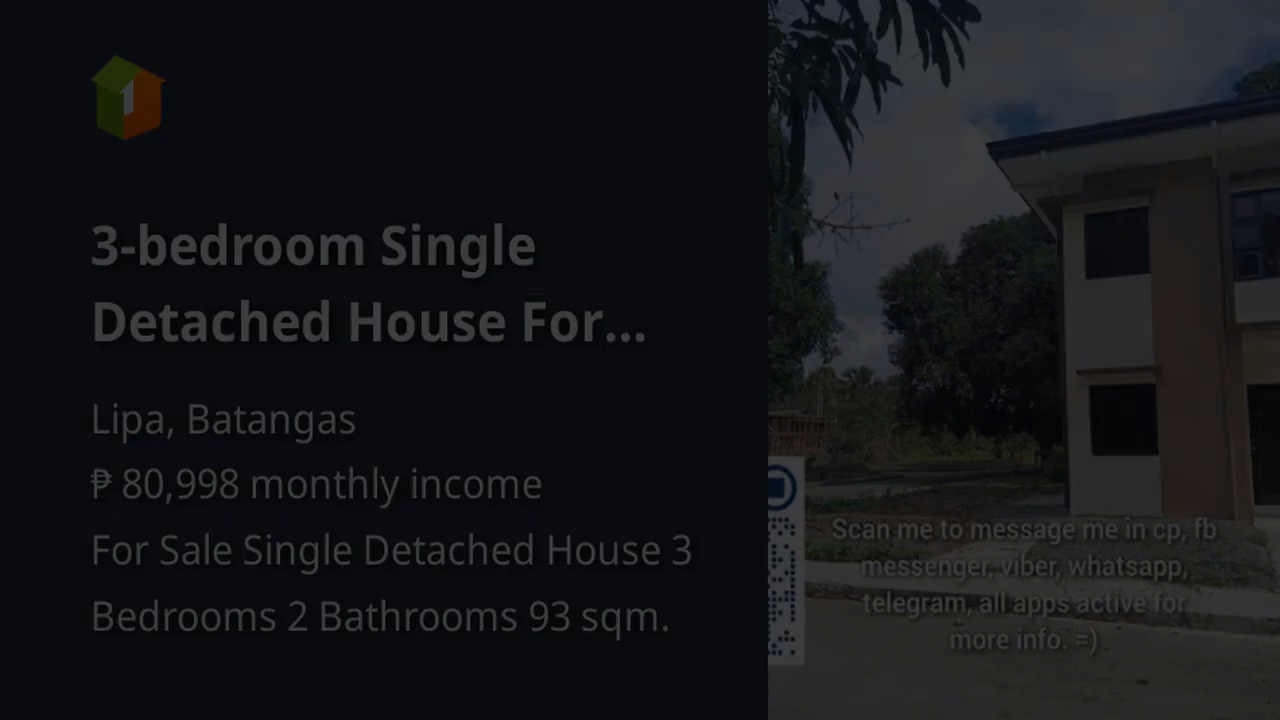 3-bedroom Single
Detached House For...
Lipa, Batangas
₱ 80,998 monthly income
For Sale Single Detached House 3
Bedrooms 2 Bathrooms 93 sqm.
Scan me to message me in cp, fb
messenger, viber, whatsapp,
telegram, all apps active for
more info. =)